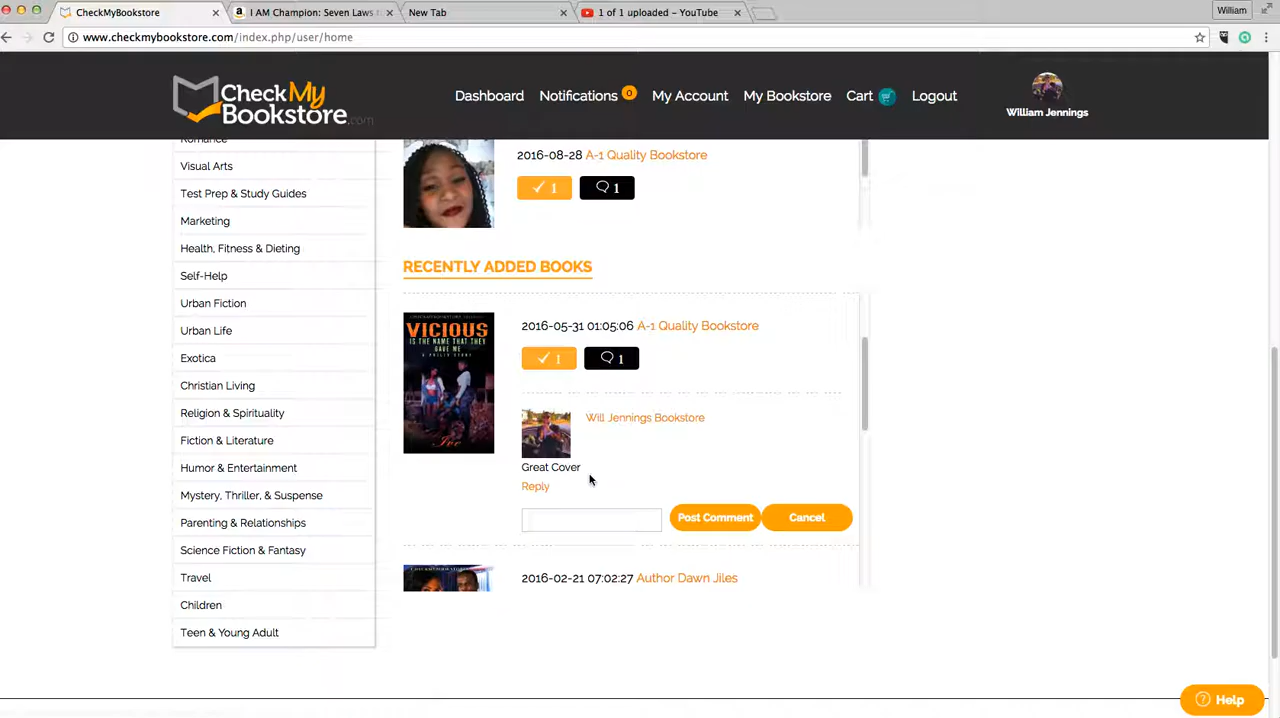 CheckMyBookstore
I AM Champion: Seven Laws
New Tab
1 of 1 uploaded – YouTube
William
www.checkmybookstore.com/index.php/user/home
CheckMy
Bookstore.com
Dashboard
Notifications 0
My Account
My Bookstore
Cart
Logout
William Jennings
Romance
Visual Arts
Test Prep & Study Guides
Marketing
Health, Fitness & Dieting
Self-Help
Urban Fiction
Urban Life
Exotica
Christian Living
Religion & Spirituality
Fiction & Literature
Humor & Entertainment
Mystery, Thriller, & Suspense
Parenting & Relationships
Science Fiction & Fantasy
Travel
Children
Teen & Young Adult
2016-08-28 A-1 Quality Bookstore
1 1
RECENTLY ADDED BOOKS
VICIOUS
IS THE NAME THAT THEY
GAVE ME
A PHILLY STORY
2016-05-31 01:05:06 A-1 Quality Bookstore
1 1
Will Jennings Bookstore
Great Cover
Reply
Post Comment
Cancel
2016-02-21 07:02:27 Author Dawn Jiles
Help